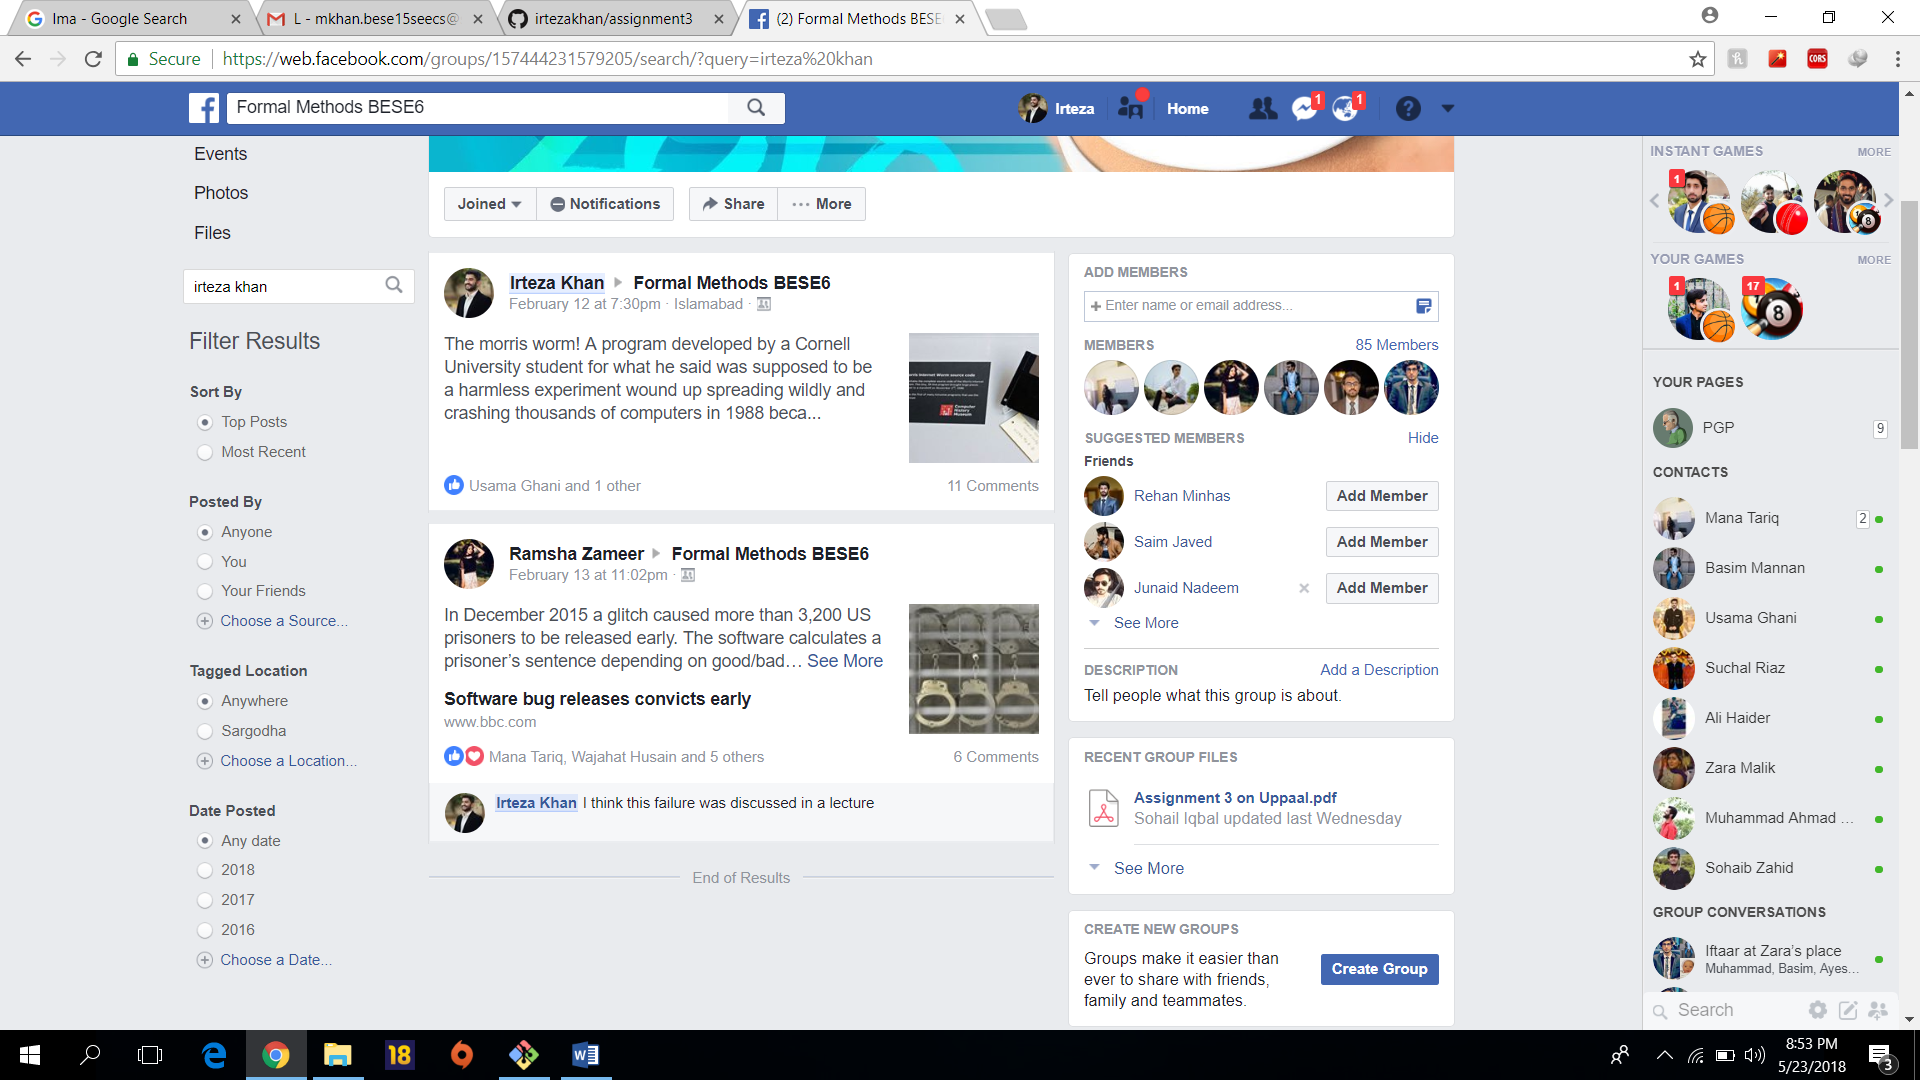 Ima - Google Search
L - mkhan.bese15seecs@
irtezakhan/assignment3
(2) Formal Methods BESE
Secure
https://web.facebook.com/groups/157444231579205/search/?query=irteza%20khan
CORS
Formal Methods BESE6
Irteza
Home
1
1
Events
Photos
Files
irteza khan
Filter Results
Sort By
Top Posts
Most Recent
Posted By
Anyone
You
Your Friends
Choose a Source...
Tagged Location
Anywhere
Sargodha
Choose a Location...
Date Posted
Any date
2018
2017
2016
Choose a Date...
Joined
Notifications
Share
More
Irteza Khan
Formal Methods BESE6
February 12 at 7:30pm · Islamabad ·
The morris worm! A program developed by a Cornell
University student for what he said was supposed to be
a harmless experiment wound up spreading wildly and
crashing thousands of computers in 1988 beca...
Usama Ghani and 1 other
11 Comments
Ramsha Zameer
Formal Methods BESE6
February 13 at 11:02pm ·
In December 2015 a glitch caused more than 3,200 US
prisoners to be released early. The software calculates a
prisoner’s sentence depending on good/bad… See More
Software bug releases convicts early
www.bbc.com
Mana Tariq, Wajahat Husain and 5 others
6 Comments
Irteza Khan I think this failure was discussed in a lecture
End of Results
ADD MEMBERS
+ Enter name or email address...
MEMBERS
85 Members
SUGGESTED MEMBERS
Hide
Friends
Rehan Minhas
Add Member
Saim Javed
Add Member
Junaid Nadeem
Add Member
See More
DESCRIPTION
Add a Description
Tell people what this group is about.
RECENT GROUP FILES
Assignment 3 on Uppaal.pdf
Sohail Iqbal updated last Wednesday
See More
CREATE NEW GROUPS
Groups make it easier than
ever to share with friends,
family and teammates.
Create Group
INSTANT GAMES
MORE
1
8
YOUR GAMES
MORE
1
17
8
YOUR PAGES
PGP
9
CONTACTS
Mana Tariq
2
Basim Mannan
Usama Ghani
Suchal Riaz
Ali Haider
Zara Malik
Muhammad Ahmad ...
Sohaib Zahid
GROUP CONVERSATIONS
Iftaar at Zara's place
Muhammad, Basim, Ayes...
Search
18
8:53 PM
5/23/2018
3